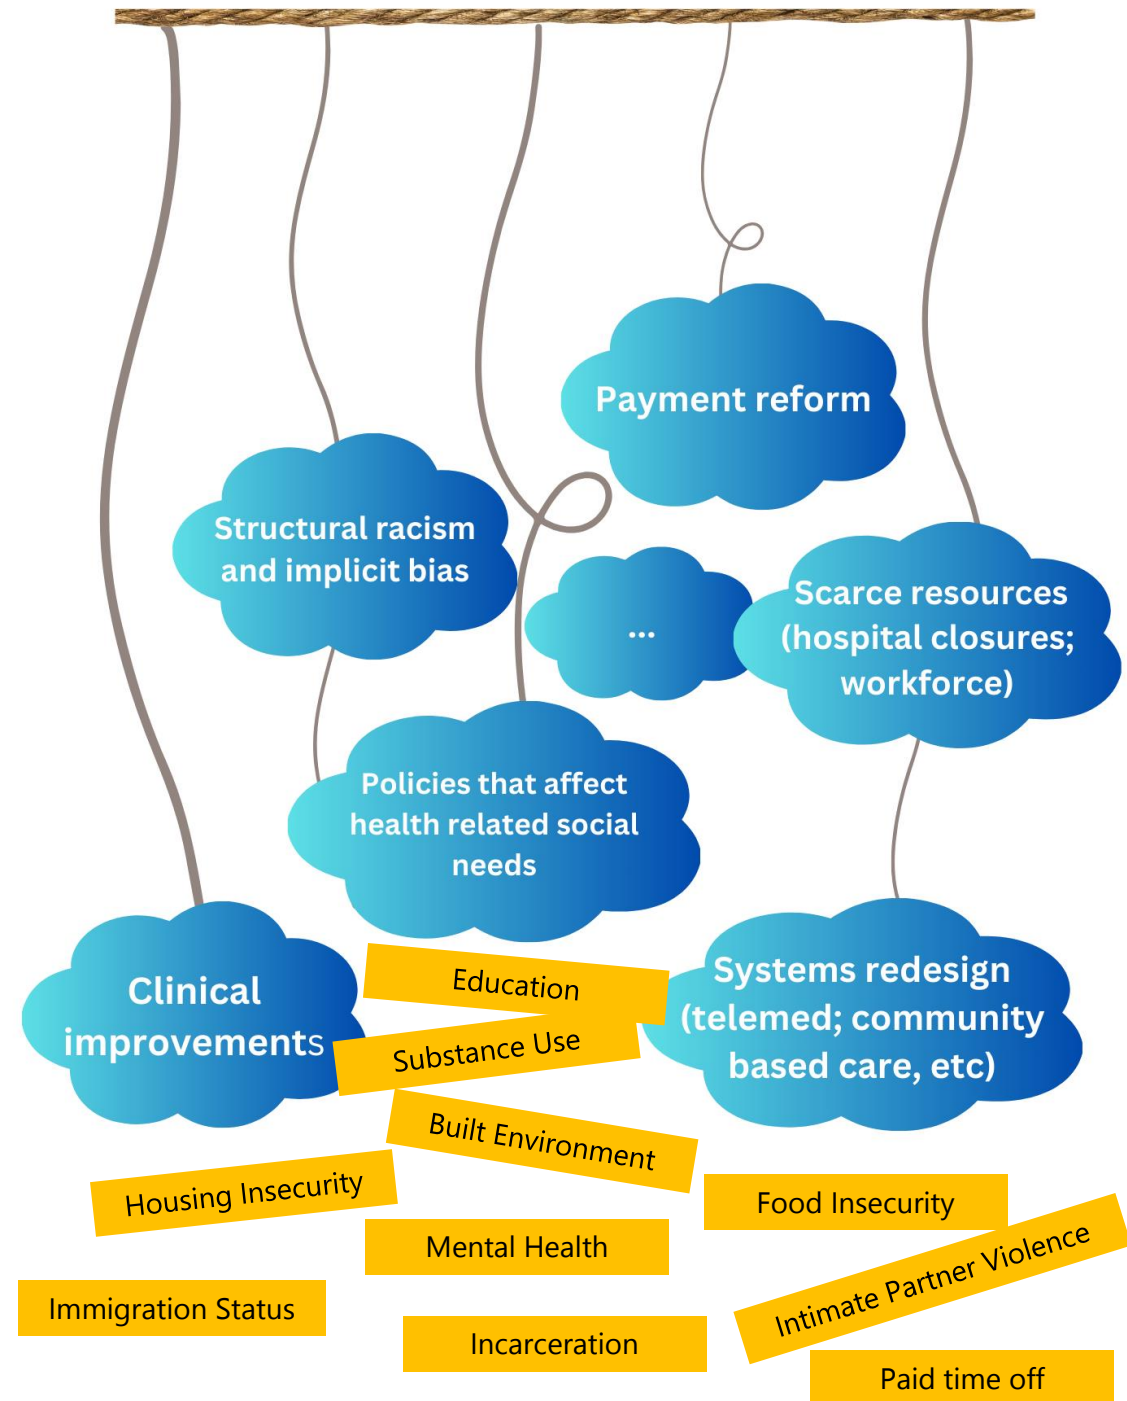 Payment reform
Structural racism
and implicit bias
...
Scarce resources
(hospital closures;
workforce)
Policies that affect
health related social
needs
Clinical
improvements
Systems redesign
(telemed; community
based care, etc)
Education
Substance Use
Built Environment
Housing Insecurity
Food Insecurity
Mental Health
Intimate Partner Violence
Immigration Status
Incarceration
Paid time off